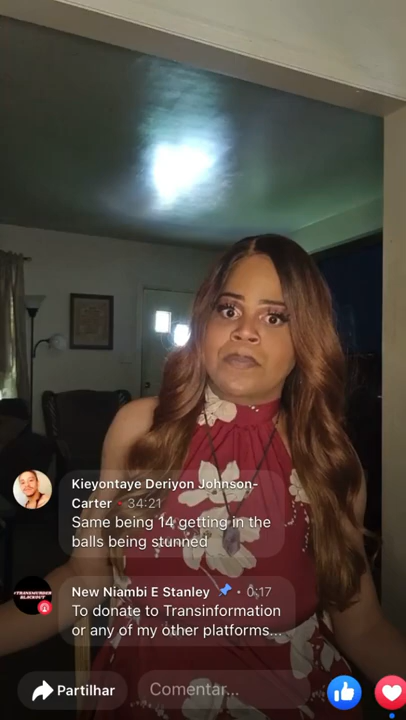 Kieyontaye Deriyon Johnson-
Carter • 34:21
Same being 14 getting in the
balls being stunned
New Niambi E Stanley 📌 • 0:17
To donate to Transinformation
or any of my other platforms...
Partilhar
Comentar...